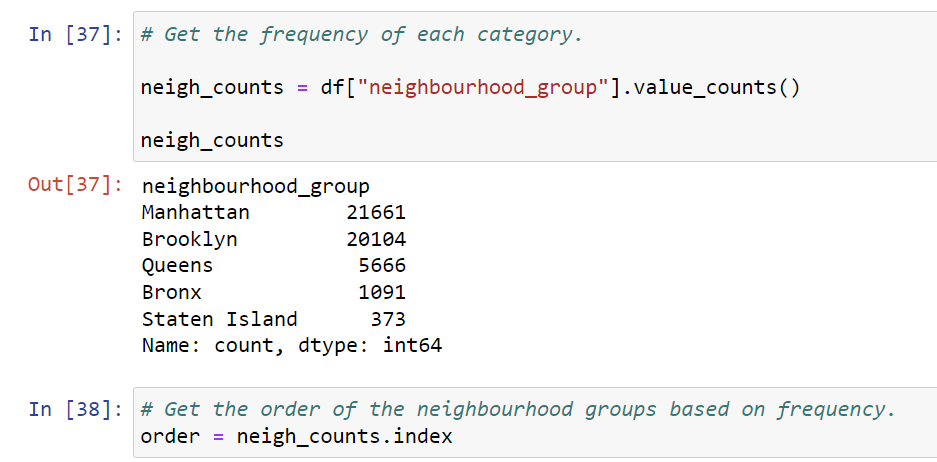 In [37]: # Get the frequency of each category.
neigh_counts = df["neighbourhood_group"].value_counts()
neigh_counts
Out[37]: neighbourhood_group
Manhattan        21661
Brooklyn         20104
Queens            5666
Bronx             1091
Staten Island      373
Name: count, dtype: int64
In [38]: # Get the order of the neighbourhood groups based on frequency.
order = neigh_counts.index